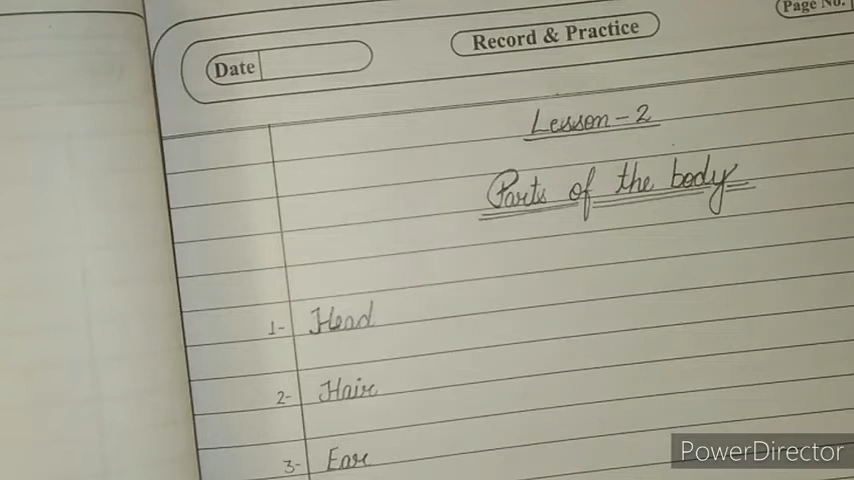 Page No.
Record & Practice
Date
Lesson - 2
Parts of the body
1- Head
2- Hair
3- Ear
PowerDirector